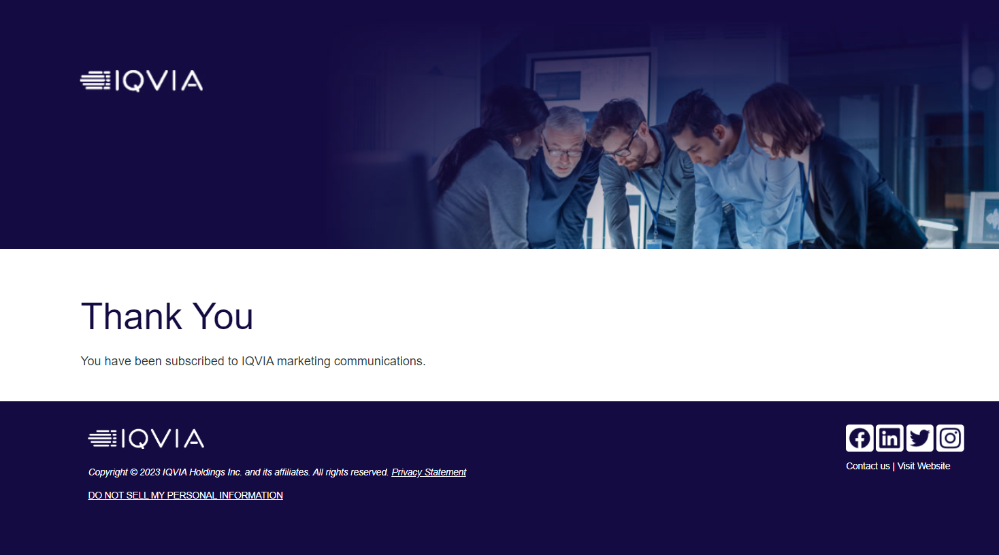 IQVIA
Thank You
You have been subscribed to IQVIA marketing communications.
IQVIA
Copyright © 2023 IQVIA Holdings Inc. and its affiliates. All rights reserved. Privacy Statement
DO NOT SELL MY PERSONAL INFORMATION
Contact us | Visit Website